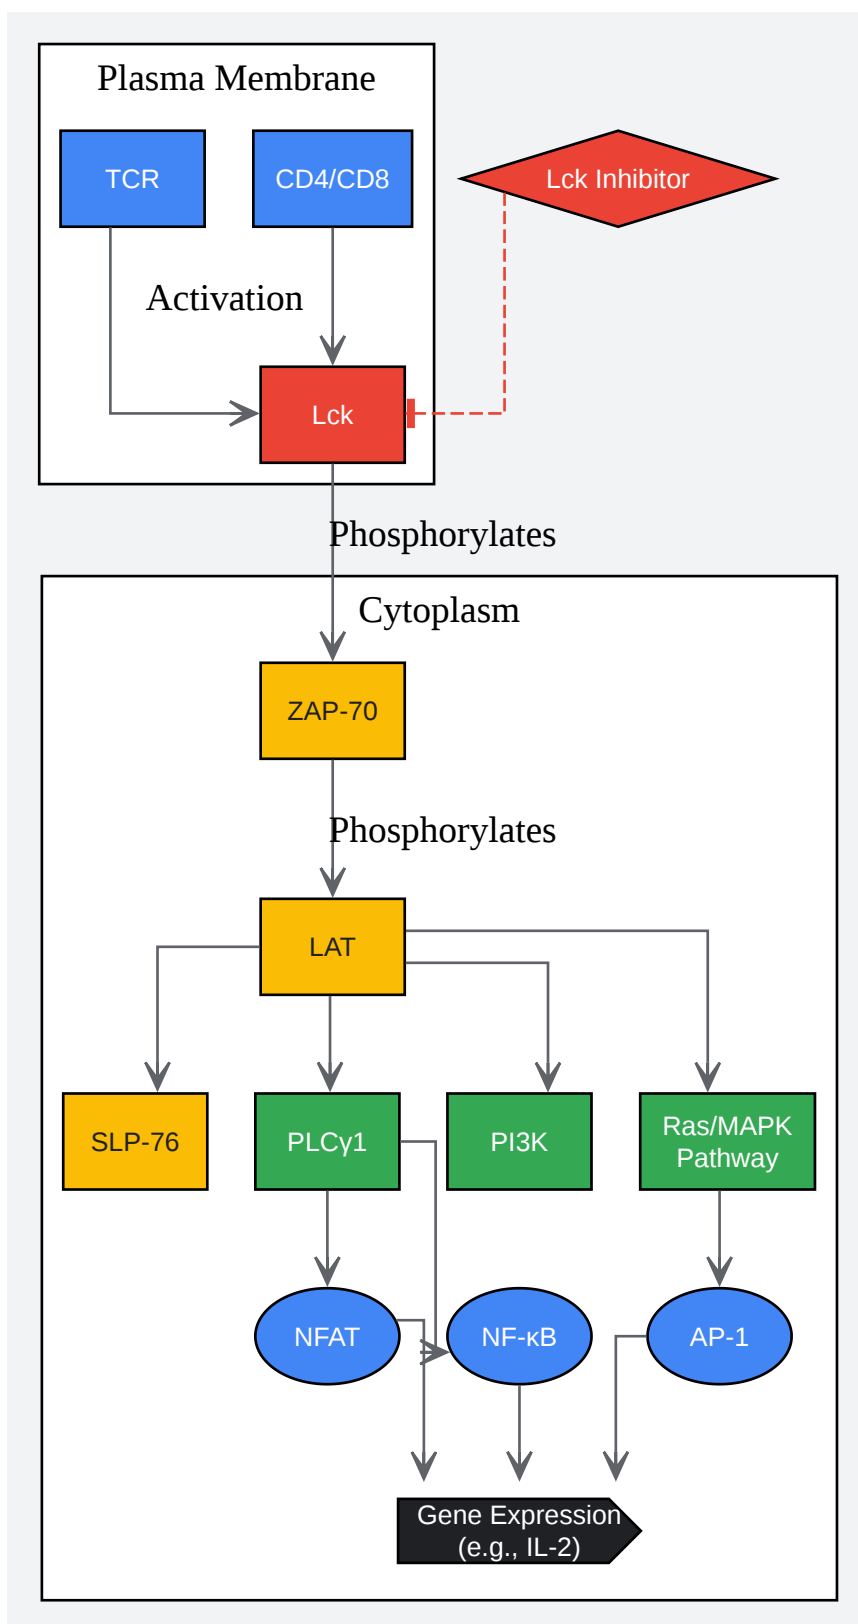 Plasma Membrane
TCR
CD4/CD8
Lck Inhibitor
Activation
Lck
Phosphorylates
Cytoplasm
ZAP-70
Phosphorylates
LAT
SLP-76
PLCγ1
PI3K
Ras/MAPK
Pathway
NFAT
NF-κB
AP-1
Gene Expression
(e.g., IL-2)